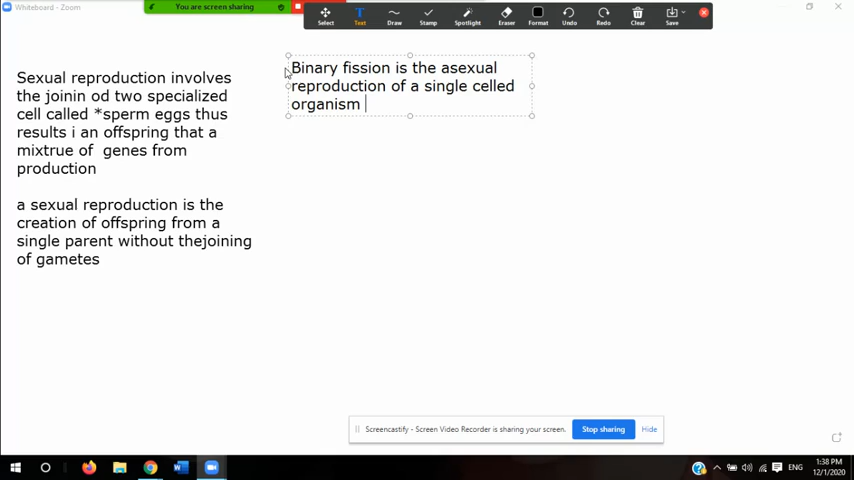 Whiteboard - Zoom
You are screen sharing
Select Text Draw Stamp Spotlight Eraser Format Undo Redo Clear Save
Sexual reproduction involves
the joinin od two specialized
cell called *sperm eggs thus
results i an offspring that a
mixtrue of genes from
production
a sexual reproduction is the
creation of offspring from a
single parent without thejoining
of gametes
Binary fission is the asexual
reproduction of a single celled
organism
Screencastify - Screen Video Recorder is sharing your screen.
Stop sharing
Hide
ENG
1:38 PM
12/1/2020